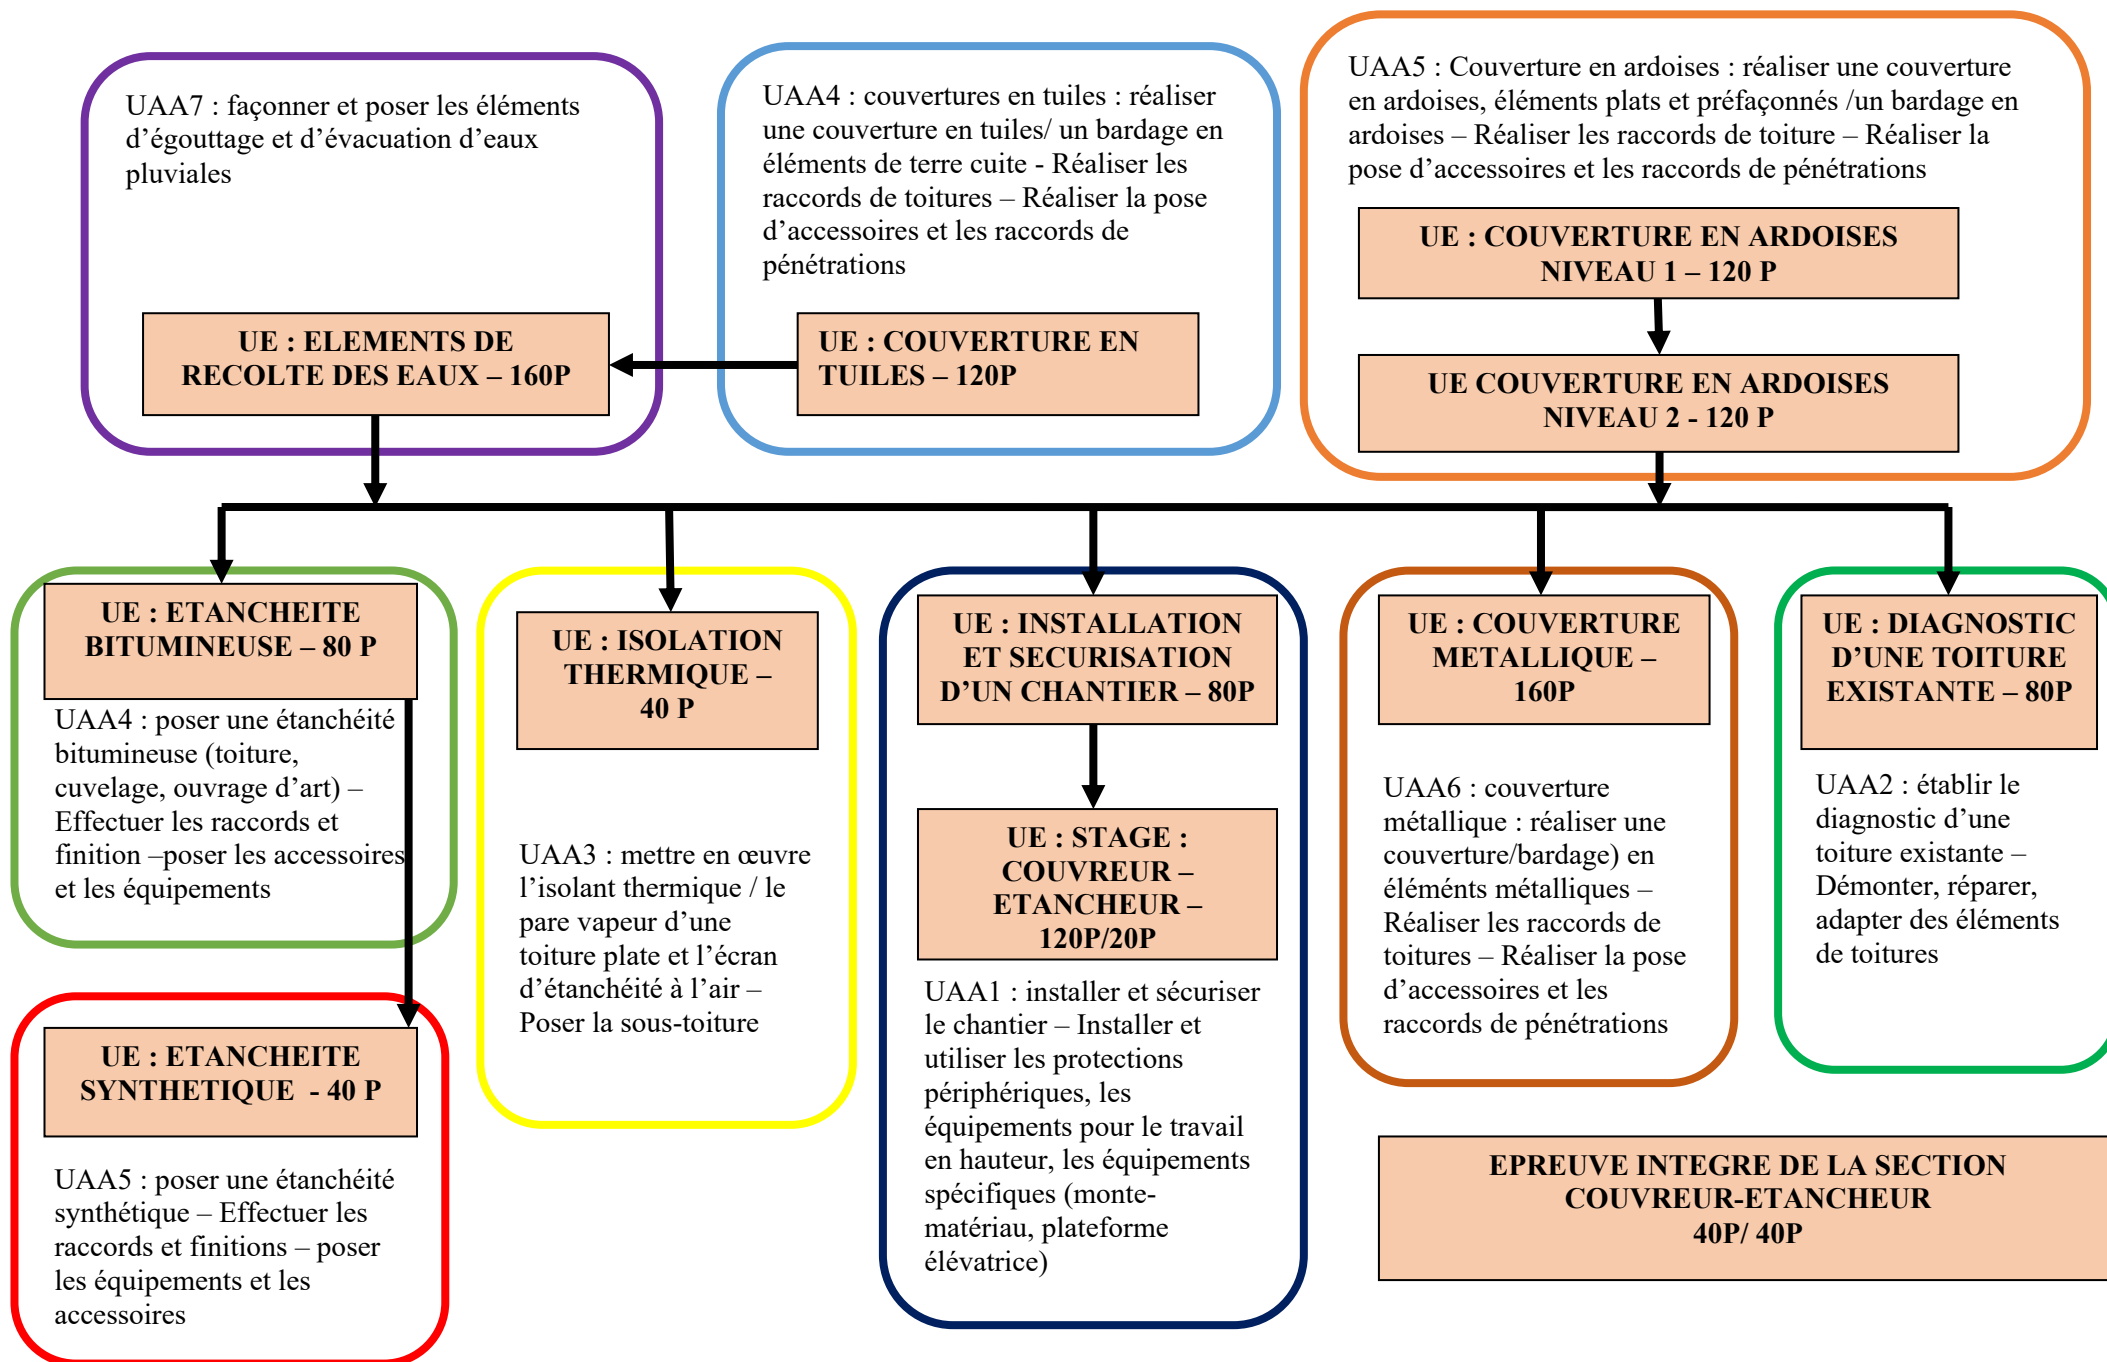 UAA7 : façonner et poser les éléments
d’égouttage et d’évacuation d’eaux
pluviales
UE : ELEMENTS DE
RECOLTE DES EAUX – 160P
UAA4 : couvertures en tuiles : réaliser
une couverture en tuiles/ un bardage en
éléments de terre cuite - Réaliser les
raccords de toitures – Réaliser la pose
d’accessoires et les raccords de
pénétrations
UE : COUVERTURE EN
TUILES – 120P
UAA5 : Couverture en ardoises : réaliser une couverture
en ardoises, éléments plats et préfaçonnés /un bardage en
ardoises – Réaliser les raccords de toiture – Réaliser la
pose d’accessoires et les raccords de pénétrations
UE : COUVERTURE EN ARDOISES
NIVEAU 1 – 120 P
UE COUVERTURE EN ARDOISES
NIVEAU 2 - 120 P
UE : ETANCHEITE
BITUMINEUSE – 80 P
UAA4 : poser une étanchéité
bitumineuse (toiture,
cuvelage, ouvrage d’art) –
Effectuer les raccords et
finition –poser les accessoires
et les équipements
UE : ETANCHEITE
SYNTHETIQUE  - 40 P
UAA5 : poser une étanchéité
synthétique – Effectuer les
raccords et finitions – poser
les équipements et les
accessoires
UE : ISOLATION
THERMIQUE –
40 P
UAA3 : mettre en œuvre
l’isolant thermique / le
pare vapeur d’une
toiture plate et l’écran
d’étanchéité à l’air –
Poser la sous-toiture
UE : INSTALLATION
ET SECURISATION
D’UN CHANTIER – 80P
UE : STAGE :
COUVREUR –
ETANCHEUR –
120P/20P
UAA1 : installer et sécuriser
le chantier – Installer et
utiliser les protections
périphériques, les
équipements pour le travail
en hauteur, les équipements
spécifiques (monte-
matériau, plateforme
élévatrice)
UE : COUVERTURE
METALLIQUE –
160P
UAA6 : couverture
métallique : réaliser une
couverture/bardage) en
éléménts métalliques –
Réaliser les raccords de
toitures – Réaliser la pose
d’accessoires et les
raccords de pénétrations
UE : DIAGNOSTIC
D’UNE TOITURE
EXISTANTE – 80P
UAA2 : établir le
diagnostic d’une
toiture existante –
Démonter, réparer,
adapter des éléments
de toitures
EPREUVE INTEGRE DE LA SECTION
COUVREUR-ETANCHEUR
40P/ 40P